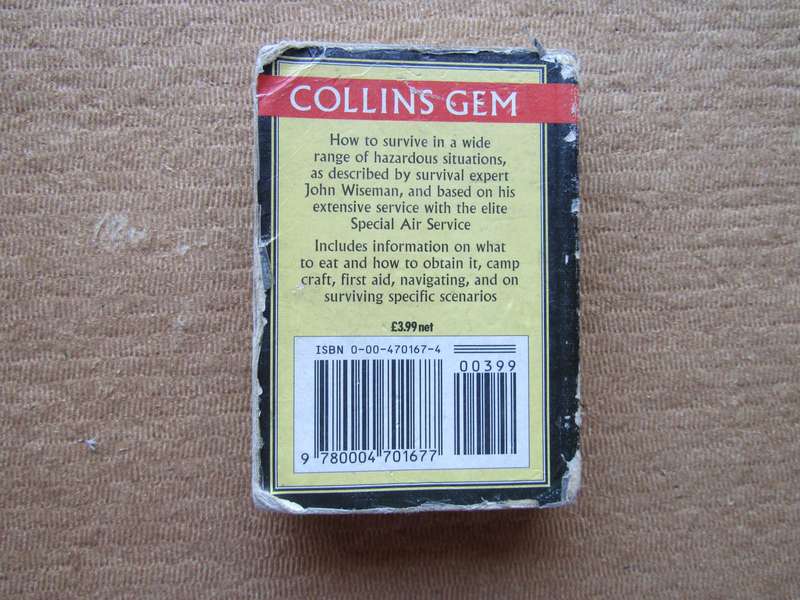 COLLINS GEM
How to survive in a wide
range of hazardous situations,
as described by survival expert
John Wiseman, and based on his
extensive service with the elite
Special Air Service
Includes information on what
to eat and how to obtain it, camp
craft, first aid, navigating, and on
surviving specific scenarios
£3.99 net
ISBN 0-00-470167-4
00399
9 780004 701677